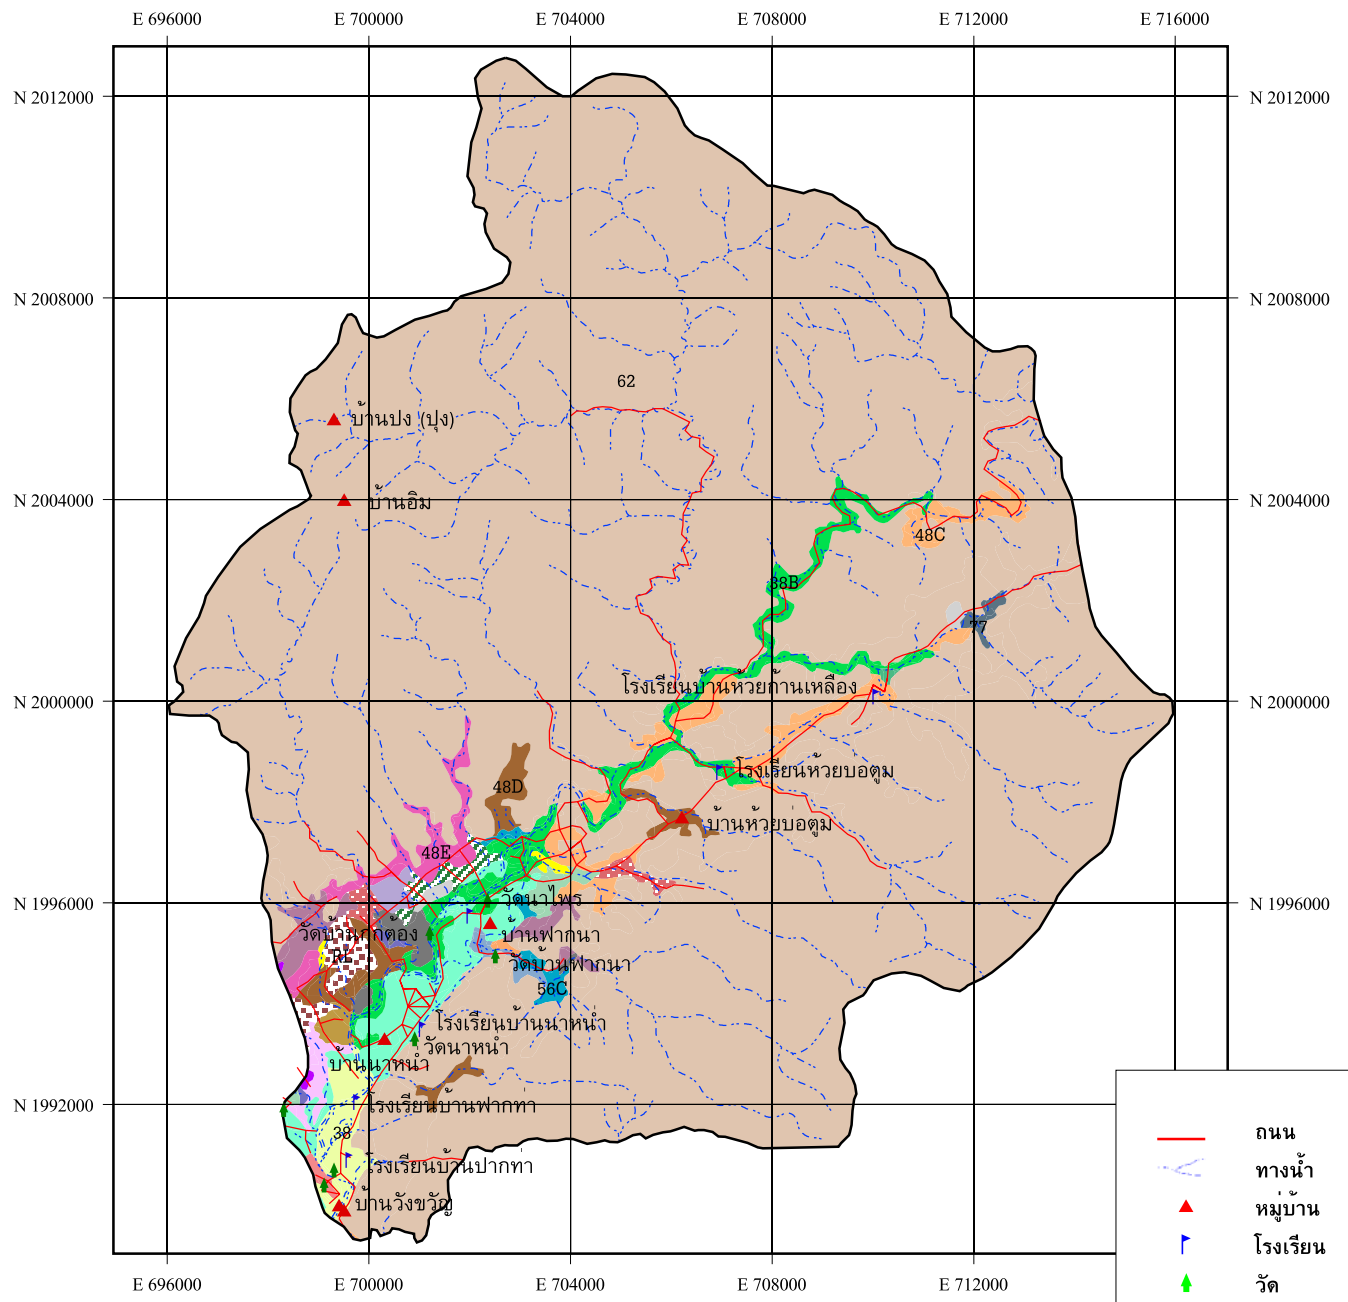 E 696000 E 700000 E 704000 E 708000 E 712000 E 716000
N 2012000 N 2012000
N 2008000 N 2008000
62
บ้านปง (ปุง)
N 2004000 N 2004000
บ้านอิม
48C
38B
77
โรงเรียนบ้านห้วยก้านเหลือง
N 2000000 N 2000000
โรงเรียนห้วยบอตูม
48D
บ้านห้วยบ่อตูม
48E
วัดนาไพร
N 1996000 N 1996000
วัดบ้านกกต้อง
บ้านฟากนา
RL
วัดบ้านฟากนา
56C
โรงเรียนบ้านนาหน่ำ
วัดนาหน่ำ
บ้านนาหน่ำ
N 1992000
โรงเรียนบ้านฟากท่า
38
โรงเรียนบ้านปากท่า
บ้านวังขวัญ
ถนน
ทางน้ำ
หมู่บ้าน
โรงเรียน
วัด
E 696000 E 700000 E 704000 E 708000 E 712000